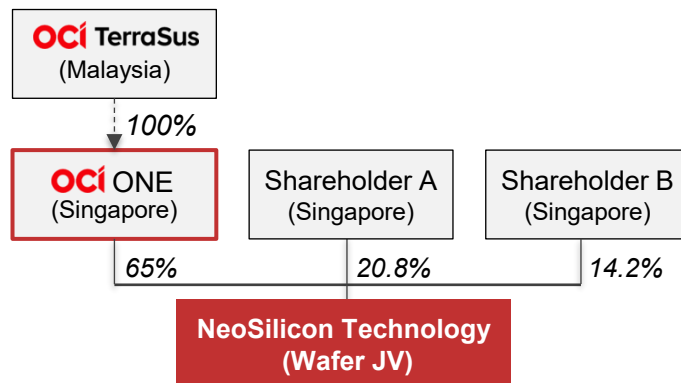 OCI TerraSus
(Malaysia)
100%
OCI ONE
(Singapore)
Shareholder A
(Singapore)
Shareholder B
(Singapore)
65%
20.8%
14.2%
NeoSilicon Technology
(Wafer JV)